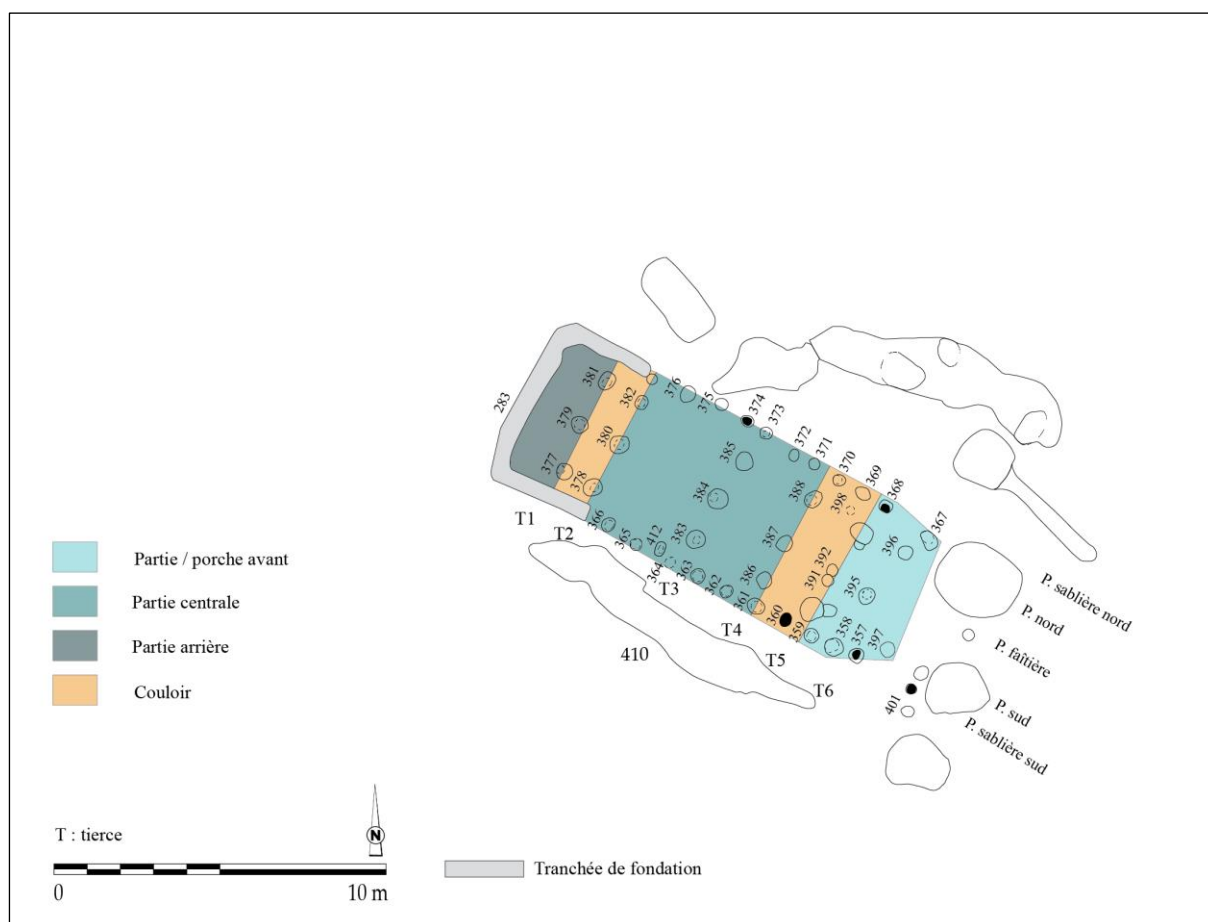 283
381
379
377
382
380
378
376
375
374
373
372
371
370
369
368
367
385
384
383
388
387
386
398
396
395
392
391
397
366
365
412
364
363
362
361
360
359
358
357
401
410
T1
T2
T3
T4
T5
T6
P. sablière nord
P. nord
P. faîtière
P. sud
P. sablière sud
Partie / porche avant
Partie centrale
Partie arrière
Couloir
T : tierce
N
0
10 m
Tranchée de fondation